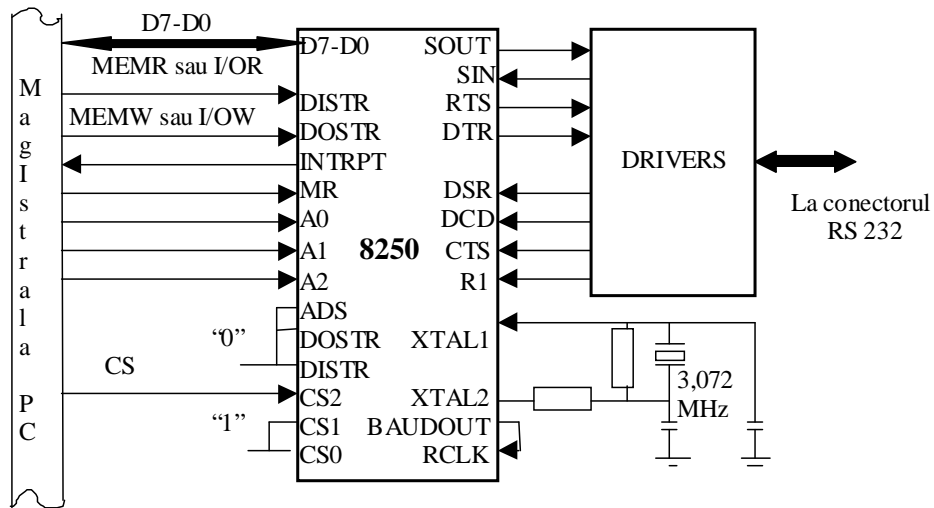 D7-D0
MEMR sau I/OR
MEMW sau I/OW
MagIstrala PC
CS
“0”
“1”
D7-D0
DISTR
DOSTR
INTRPT
MR
A0
A1
A2
ADS
DOSTR
DISTR
CS2
CS1
CS0
8250
SOUT
SIN
RTS
DTR
DSR
DCD
CTS
R1
XTAL1
XTAL2
BAUDOUT
RCLK
DRIVERS
La conectorul
RS 232
3,072
MHz